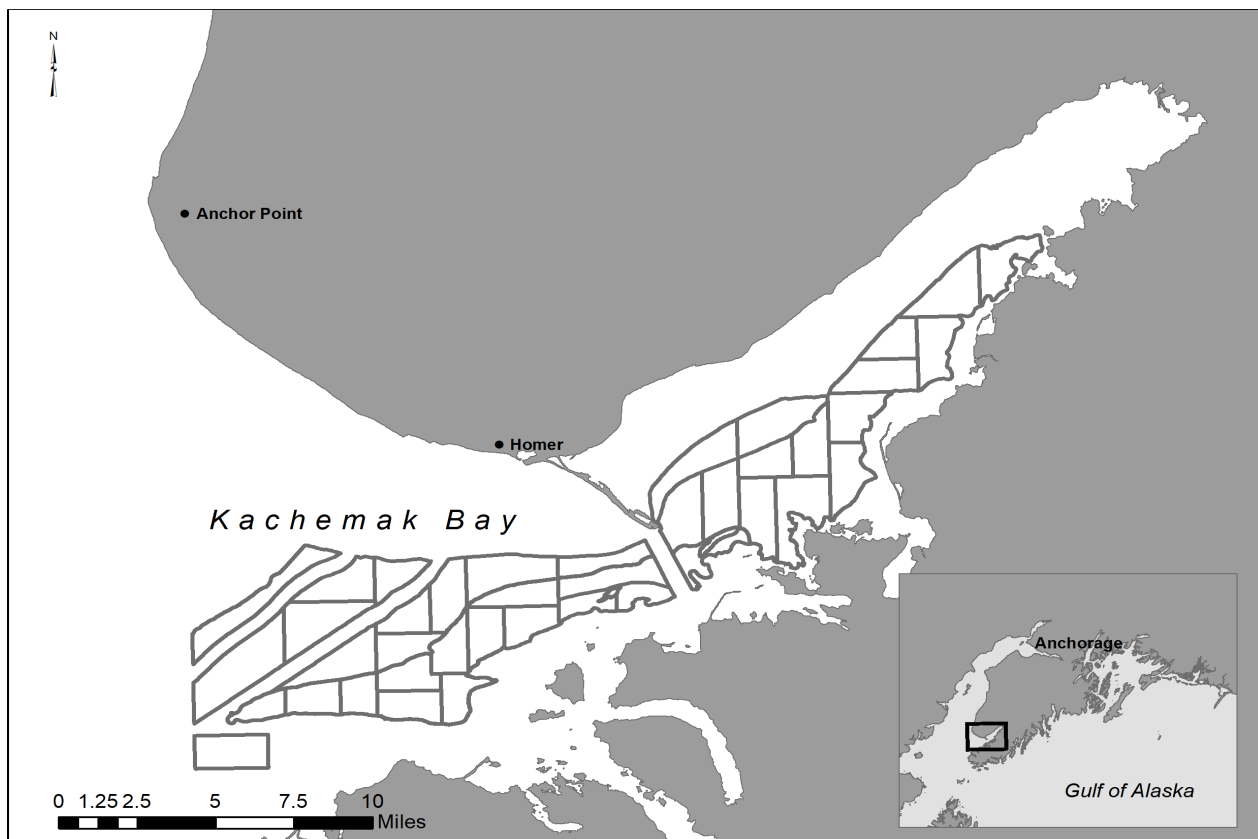 N
Anchor Point
Homer
Kachemak Bay
Anchorage
Gulf of Alaska
0 1.25 2.5 5 7.5 10
Miles